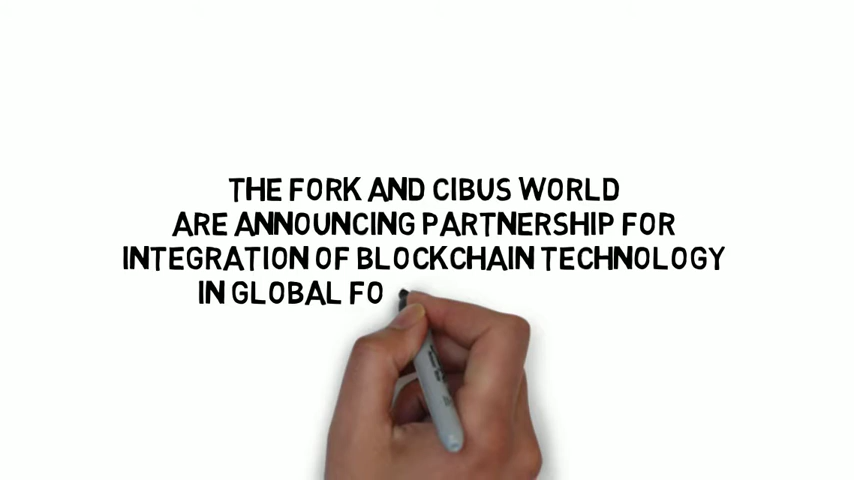 THE FORK AND CIBUS WORLD
ARE ANNOUNCING PARTNERSHIP FOR
INTEGRATION OF BLOCKCHAIN TECHNOLOGY
IN GLOBAL FO